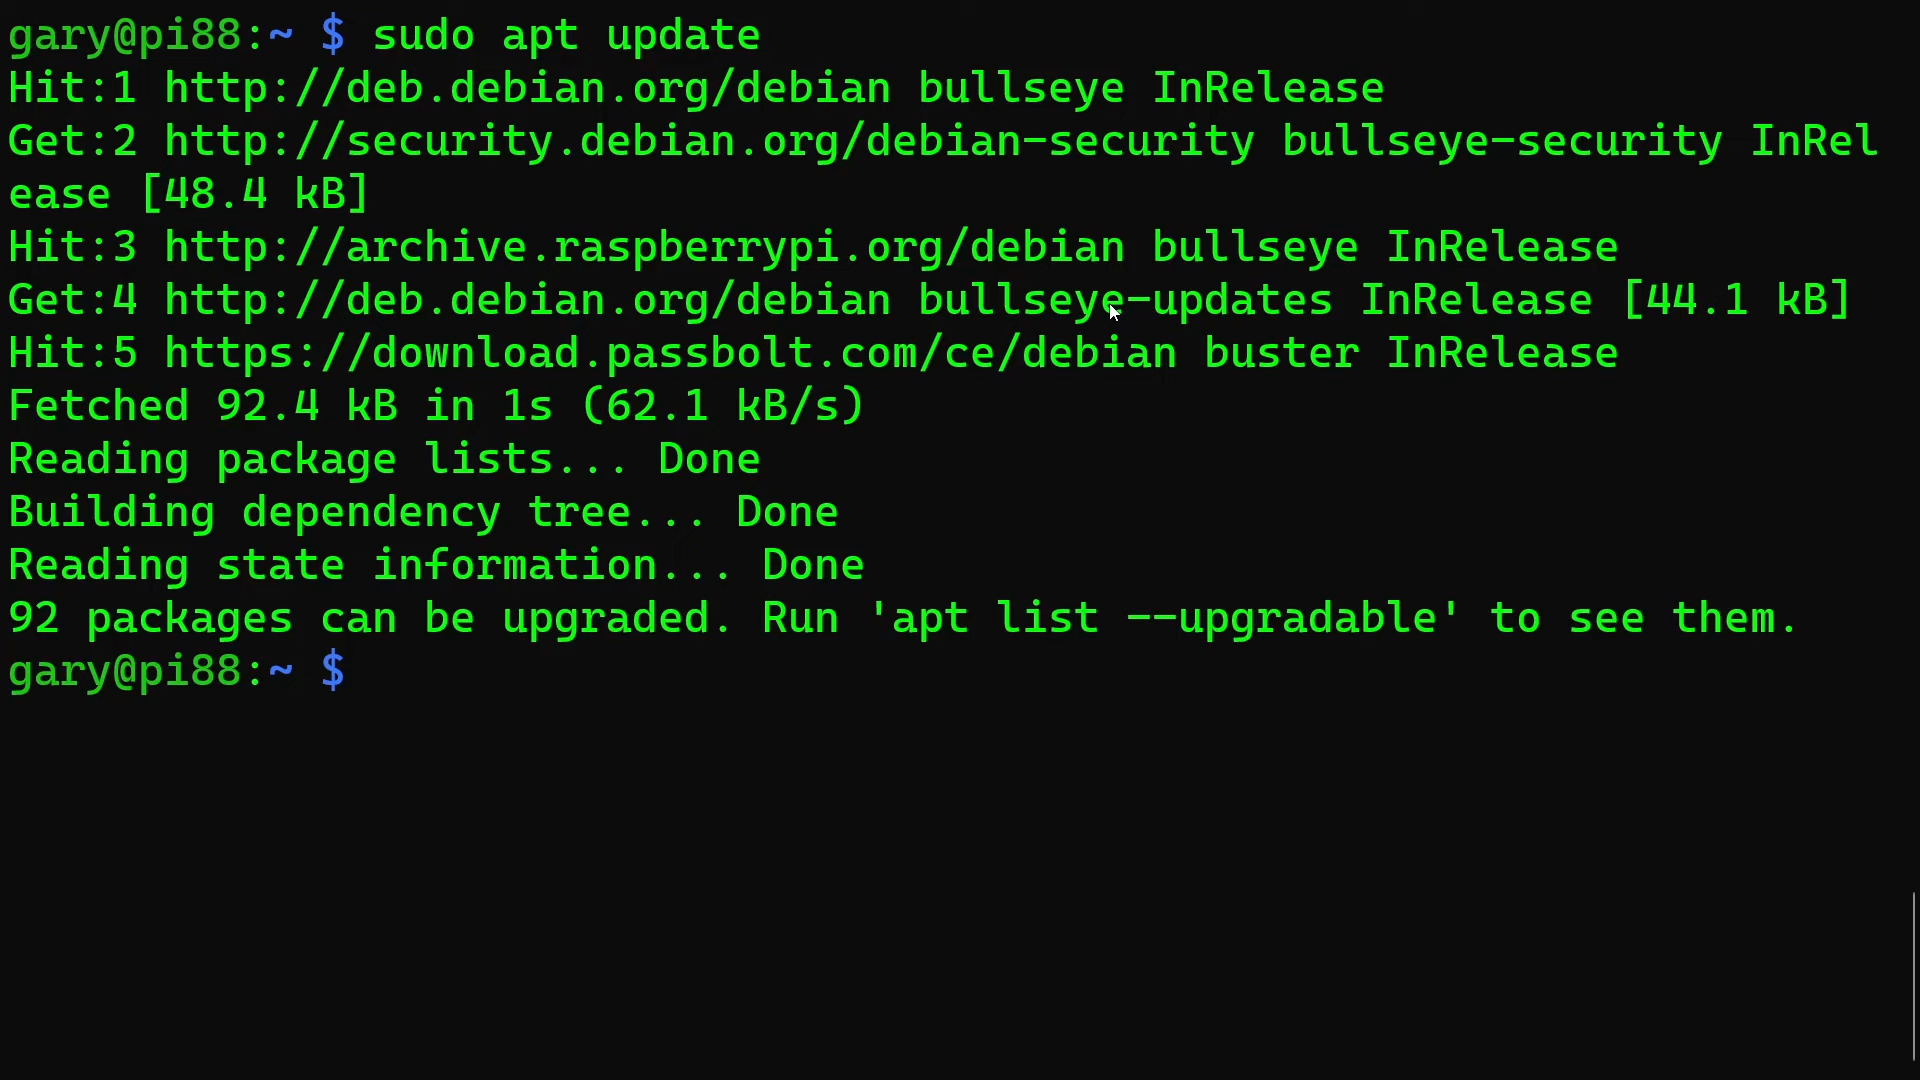 gary@pi88:~ $ sudo apt update
Hit:1 http://deb.debian.org/debian bullseye InRelease
Get:2 http://security.debian.org/debian-security bullseye-security InRel
ease [48.4 kB]
Hit:3 http://archive.raspberrypi.org/debian bullseye InRelease
Get:4 http://deb.debian.org/debian bullseye-updates InRelease [44.1 kB]
Hit:5 https://download.passbolt.com/ce/debian buster InRelease
Fetched 92.4 kB in 1s (62.1 kB/s)
Reading package lists... Done
Building dependency tree... Done
Reading state information... Done
92 packages can be upgraded. Run 'apt list --upgradable' to see them.
gary@pi88:~ $